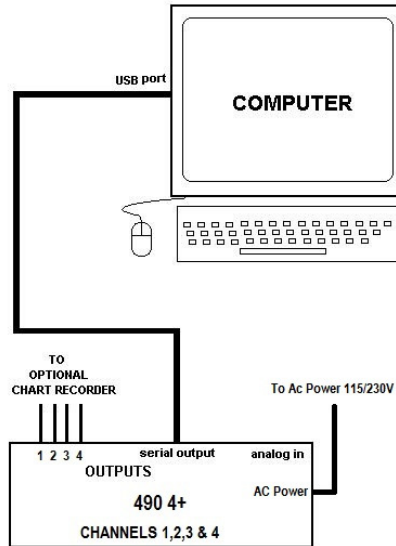 USB port
COMPUTER
TO
OPTIONAL
CHART RECORDER
To Ac Power 115/230V
1 2 3 4
serial output
analog in
OUTPUTS
AC Power
490 4+
CHANNELS 1,2,3 & 4